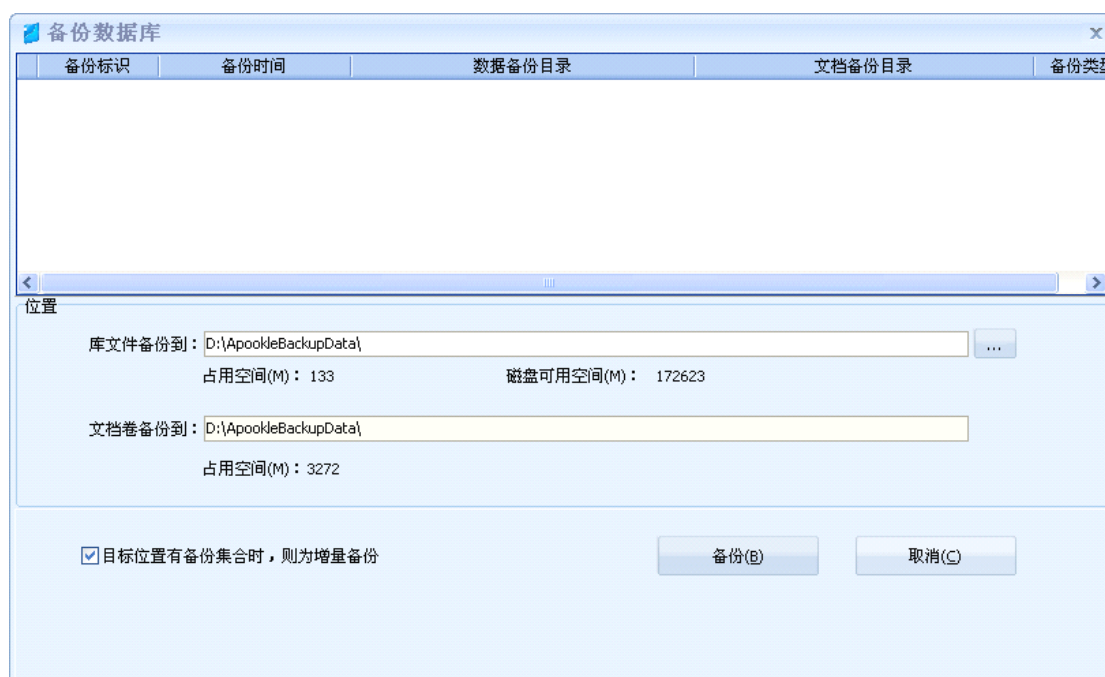 备份数据库
备份标识 备份时间 数据备份目录 文档备份目录 备份类型
位置
库文件备份到：D:\ApookleBackupData\ ...
占用空间(M)：133 磁盘可用空间(M)： 172623
文档卷备份到：D:\ApookleBackupData\
占用空间(M)：3272
目标位置有备份集合时，则为增量备份 备份(B) 取消(C)